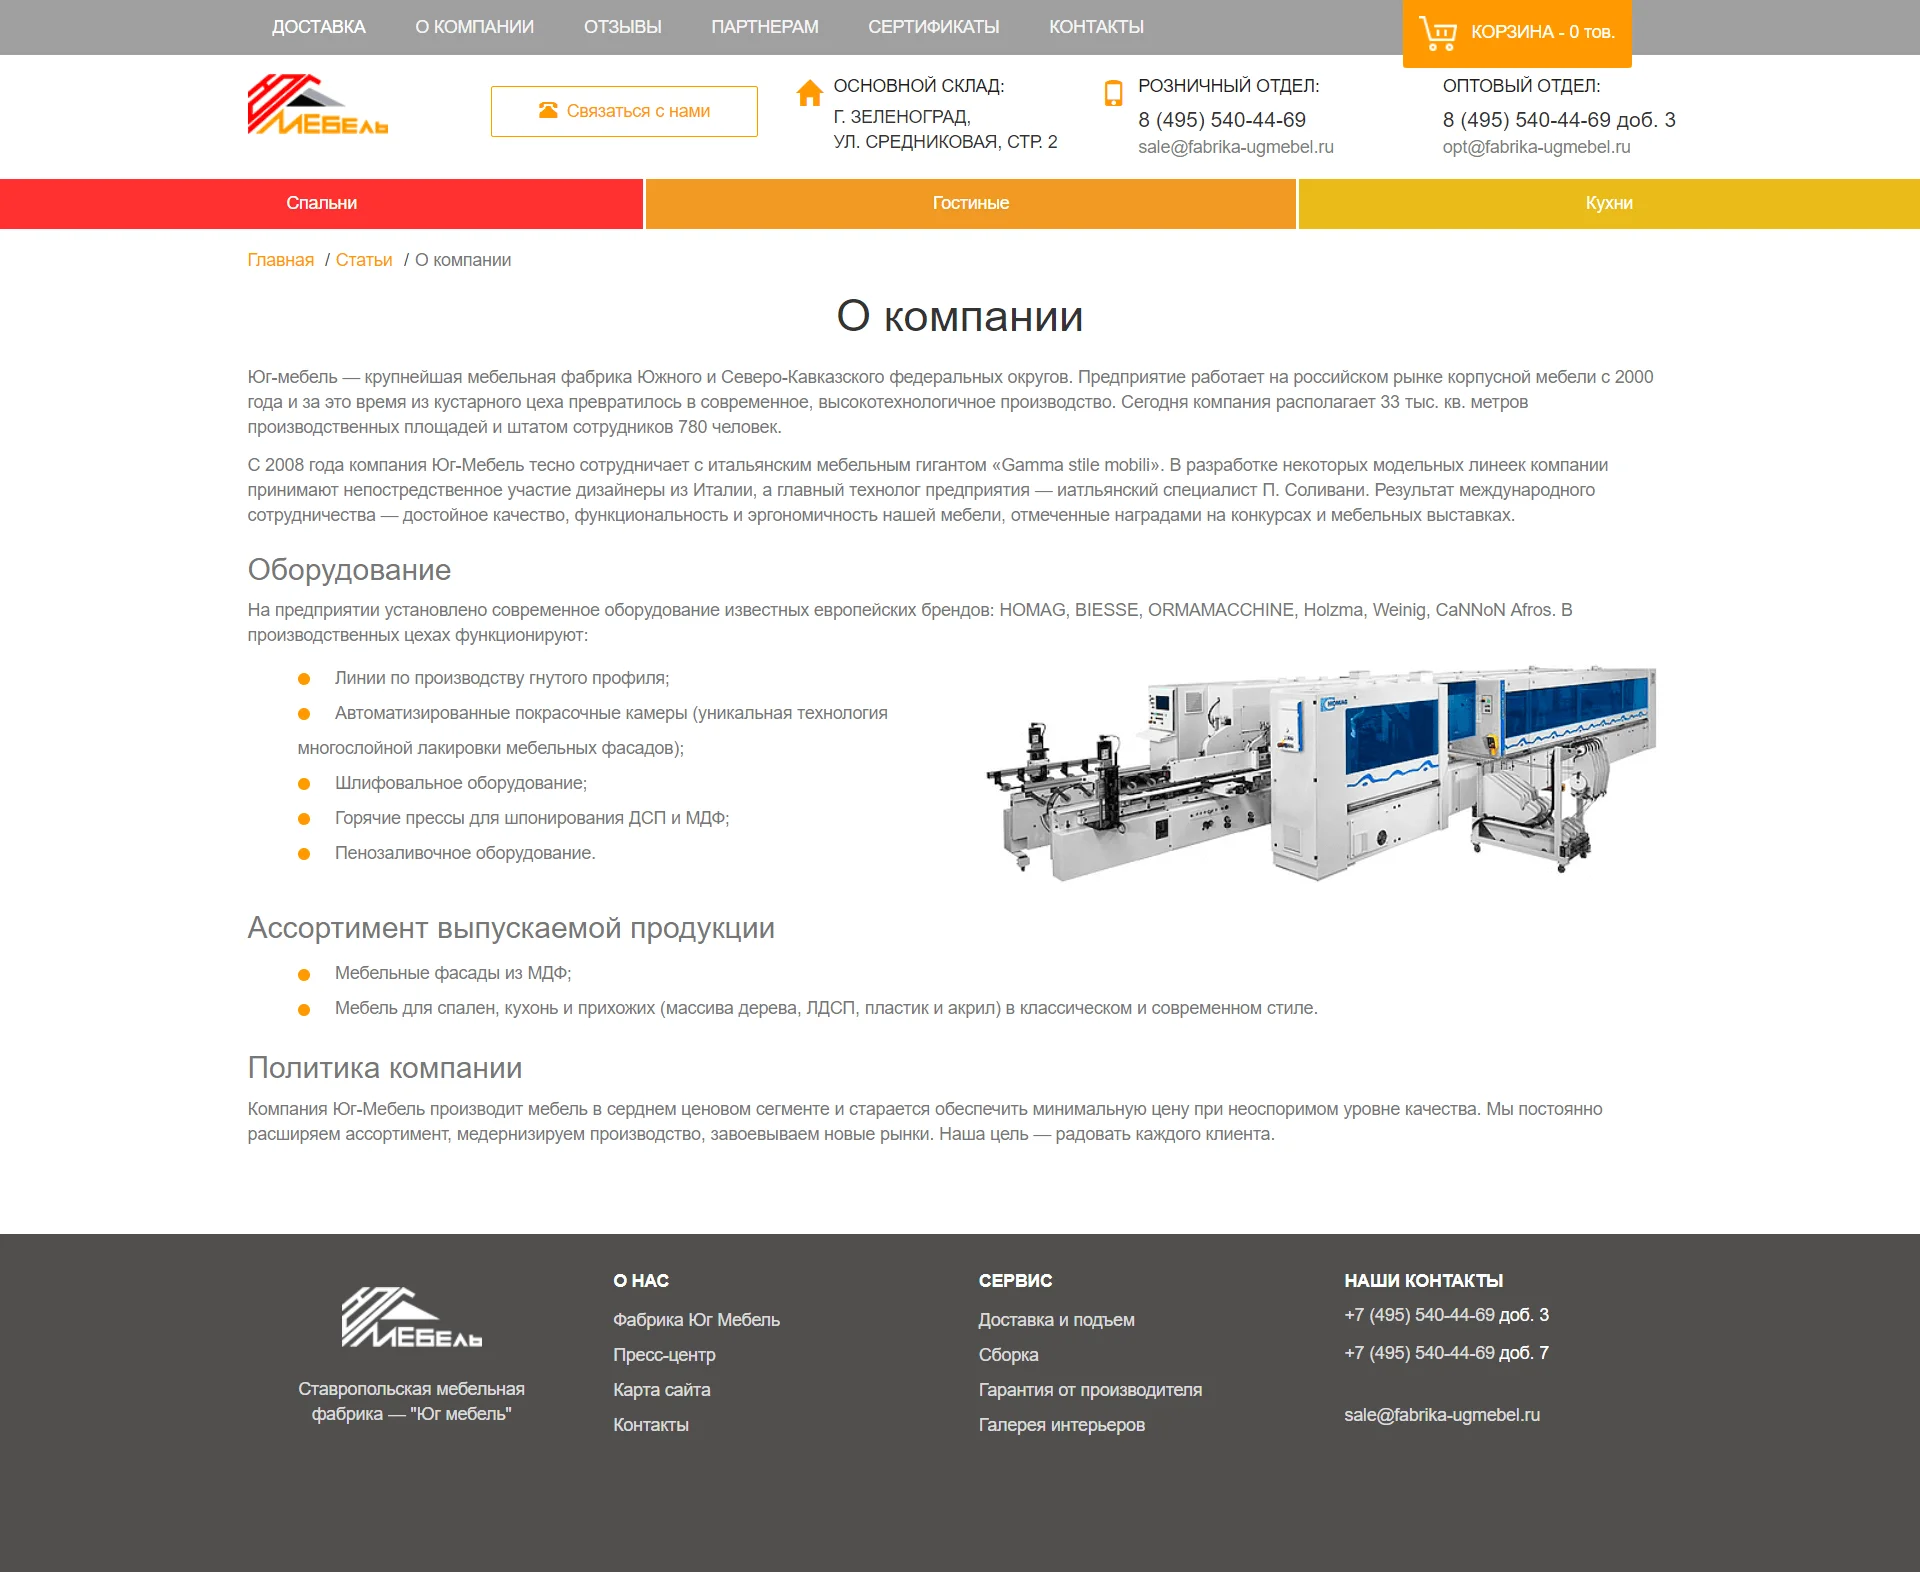 ДОСТАВКА О КОМПАНИИ ОТЗЫВЫ ПАРТНЕРАМ СЕРТИФИКАТЫ КОНТАКТЫ
КОРЗИНА - 0 тов.
ЮГ МЕБЕЛЬ
Связаться с нами
ОСНОВНОЙ СКЛАД:
Г. ЗЕЛЕНОГРАД,
УЛ. СРЕДНИКОВАЯ, СТР. 2
РОЗНИЧНЫЙ ОТДЕЛ:
8 (495) 540-44-69
sale@fabrika-ugmebel.ru
ОПТОВЫЙ ОТДЕЛ:
8 (495) 540-44-69 доб. 3
opt@fabrika-ugmebel.ru
Спальни Гостиные Кухни
Главная / Статьи / О компании
О компании
Юг-мебель — крупнейшая мебельная фабрика Южного и Северо-Кавказского федеральных округов. Предприятие работает на российском рынке корпусной мебели с 2000
года и за это время из кустарного цеха превратилось в современное, высокотехнологичное производство. Сегодня компания располагает 33 тыс. кв. метров
производственных площадей и штатом сотрудников 780 человек.
С 2008 года компания Юг-Мебель тесно сотрудничает с итальянским мебельным гигантом «Gamma stile mobili». В разработке некоторых модельных линеек компании
принимают непостредственное участие дизайнеры из Италии, а главный технолог предприятия — иатльянский специалист П. Соливани. Результат международного
сотрудничества — достойное качество, функциональность и эргономичность нашей мебели, отмеченные наградами на конкурсах и мебельных выставках.
Оборудование
На предприятии установлено современное оборудование известных европейских брендов: HOMAG, BIESSE, ORMAMACCHINE, Holzma, Weinig, CaNNoN Afros. В
производственных цехах функционируют:
Линии по производству гнутого профиля;
Автоматизированные покрасочные камеры (уникальная технология
многослойной лакировки мебельных фасадов);
Шлифовальное оборудование;
Горячие прессы для шпонирования ДСП и МДФ;
Пенозаливочное оборудование.
HOMAG
Ассортимент выпускаемой продукции
Мебельные фасады из МДФ;
Мебель для спален, кухонь и прихожих (массива дерева, ЛДСП, пластик и акрил) в классическом и современном стиле.
Политика компании
Компания Юг-Мебель производит мебель в серднем ценовом сегменте и старается обеспечить минимальную цену при неоспоримом уровне качества. Мы постоянно
расширяем ассортимент, медернизируем производство, завоевываем новые рынки. Наша цель — радовать каждого клиента.
ЮГ МЕБЕЛЬ
Ставропольская мебельная
фабрика — "Юг мебель"
О НАС
Фабрика Юг Мебель
Пресс-центр
Карта сайта
Контакты
СЕРВИС
Доставка и подъем
Сборка
Гарантия от производителя
Галерея интерьеров
НАШИ КОНТАКТЫ
+7 (495) 540-44-69 доб. 3
+7 (495) 540-44-69 доб. 7
sale@fabrika-ugmebel.ru